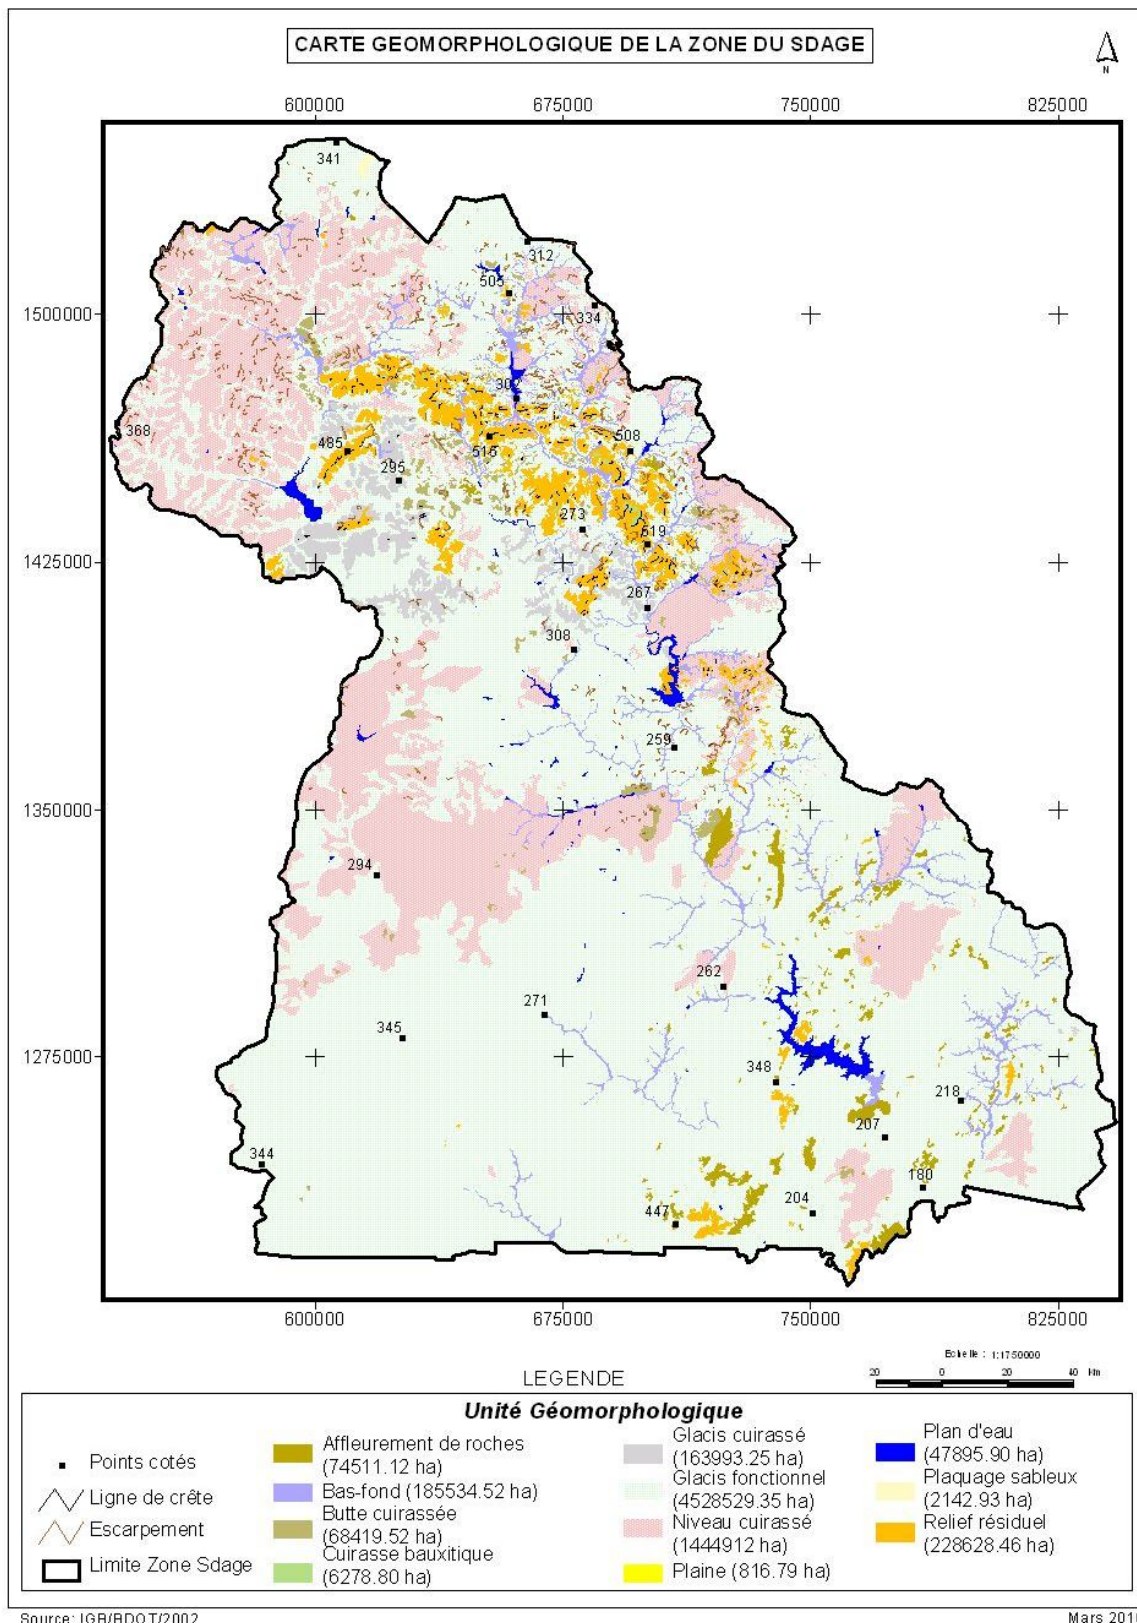 CARTE GEOMORPHOLOGIQUE DE LA ZONE DU SDAGE
N
600000 675000 750000 825000
341
312
505
1500000
334
302
368
485
515
508
295
273
519
1425000
267
308
259
1350000
294
262
271
345
1275000
348
218
207
344
180
204
447
600000 675000 750000 825000
Echelle : 1:1750000
20 0 20 40 km
LEGENDE
Unité Géomorphologique
Points cotés
Ligne de crête
Escarpement
Limite Zone Sdage
Affleurement de roches
(74511.12 ha)
Bas-fond (185534.52 ha)
Butte cuirassée
(68419.52 ha)
Cuirasse bauxitique
(6278.80 ha)
Glacis cuirassé
(163993.25 ha)
Glacis fonctionnel
(4528529.35 ha)
Niveau cuirassé
(1444912 ha)
Plaine (816.79 ha)
Plan d'eau
(47895.90 ha)
Plaquage sableux
(2142.93 ha)
Relief résiduel
(228628.46 ha)
Source: IGB/BDOT/2002
Mars 201